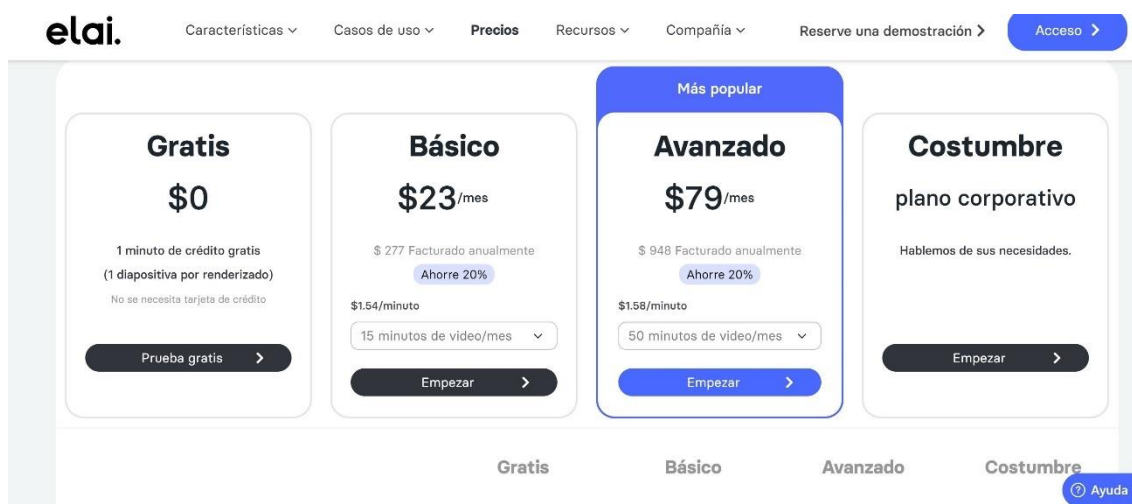 elai.
Características
Casos de uso
Precios
Recursos
Compañía
Reserve una demostración
Acceso
Más popular
Gratis
$0
1 minuto de crédito gratis
(1 diapositiva por renderizado)
No se necesita tarjeta de crédito
Prueba gratis
Básico
$23/mes
$ 277 Facturado anualmente
Ahorre 20%
$1.54/minuto
15 minutos de video/mes
Empezar
Avanzado
$79/mes
$ 948 Facturado anualmente
Ahorre 20%
$1.58/minuto
50 minutos de video/mes
Empezar
Costumbre
plano corporativo
Hablemos de sus necesidades.
Empezar
Gratis
Básico
Avanzado
Costumbre
Ayuda